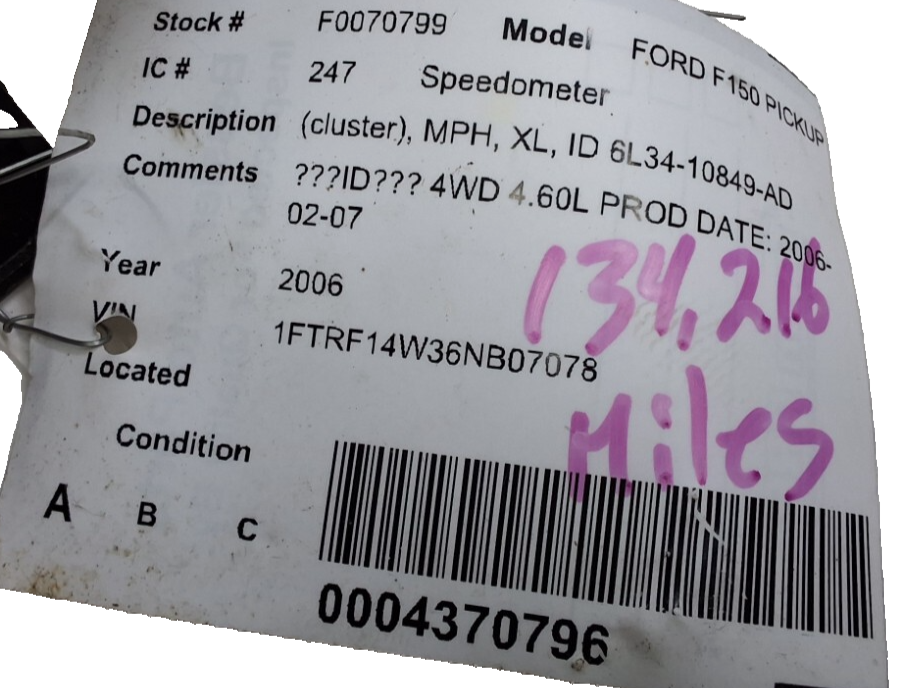 Stock # F0070799 Model FORD F150 PICKUP
IC # 247 Speedometer
Description (cluster), MPH, XL, ID 6L34-10849-AD
Comments ???ID??? 4WD 4.60L PROD DATE: 2006-
02-07
134,216
Year 2006
VIN 1FTRF14W36NB07078
Miles
Located
Condition
A B C
0004370796